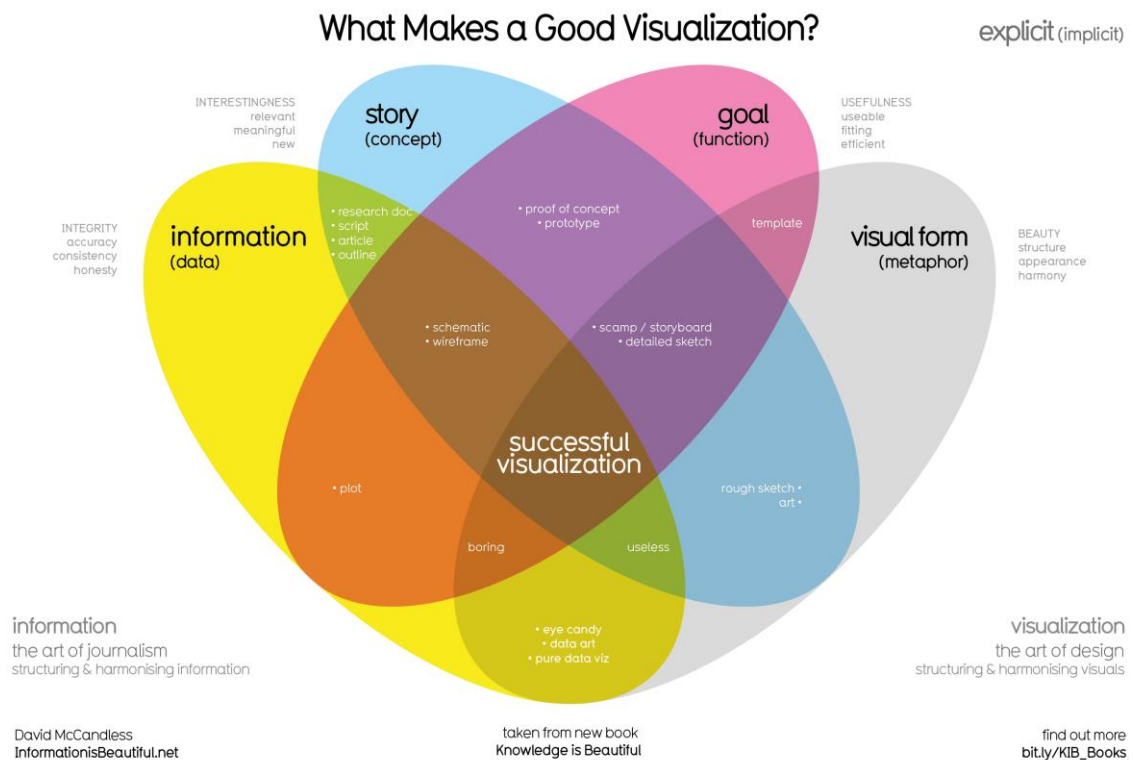 What Makes a Good Visualization?
explicit (implicit)
INTERESTINGNESS
relevant
meaningful
new
story
(concept)
goal
(function)
USEFULNESS
useable
fitting
efficient
INTEGRITY
accuracy
consistency
honesty
information
(data)
• research doc
• script
• article
• outline
• proof of concept
• prototype
template
visual form
(metaphor)
BEAUTY
structure
appearance
harmony
• schematic
• wireframe
• scamp / storyboard
• detailed sketch
successful
visualization
• plot
rough sketch •
art •
boring
useless
• eye candy
• data art
• pure data viz
information
the art of journalism
structuring & harmonising information
visualization
the art of design
structuring & harmonising visuals
David McCandless
InformationisBeautiful.net
taken from new book
Knowledge is Beautiful
find out more
bit.ly/KIB_Books